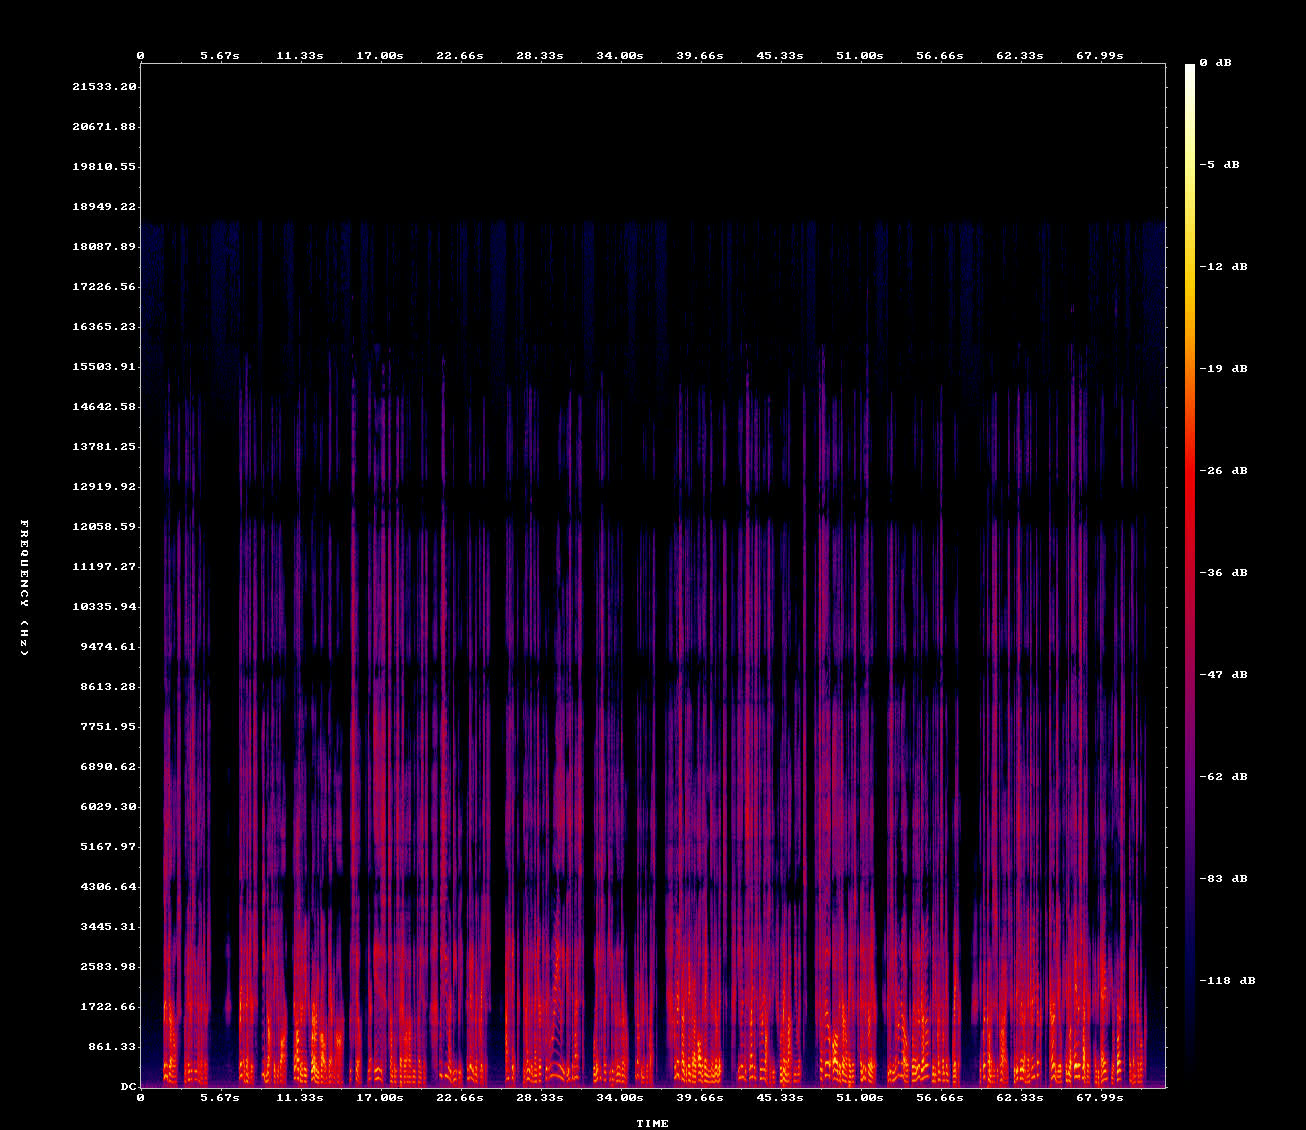 0 5.67s 11.33s 17.00s 22.66s 28.33s 34.00s 39.66s 45.33s 51.00s 56.66s 62.33s 67.99s
0 dB
21533.20
20671.88
-5 dB
19810.55
18949.22
18087.89
-12 dB
17226.56
16365.23
15503.91
-19 dB
14642.58
13781.25
-26 dB
12919.92
12058.59
11197.27
-36 dB
10335.94
9474.61
-47 dB
8613.28
7751.95
6890.62
-62 dB
6029.30
5167.97
-83 dB
4306.64
3445.31
2583.98
-118 dB
1722.66
861.33
DC
FREQUENCY (Hz)
0 5.67s 11.33s 17.00s 22.66s 28.33s 34.00s 39.66s 45.33s 51.00s 56.66s 62.33s 67.99s
TIME